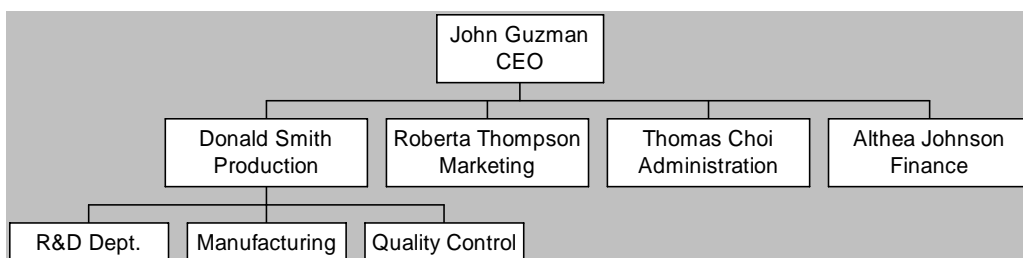 John Guzman
CEO
Donald Smith
Production
Roberta Thompson
Marketing
Thomas Choi
Administration
Althea Johnson
Finance
R&D Dept.
Manufacturing
Quality Control